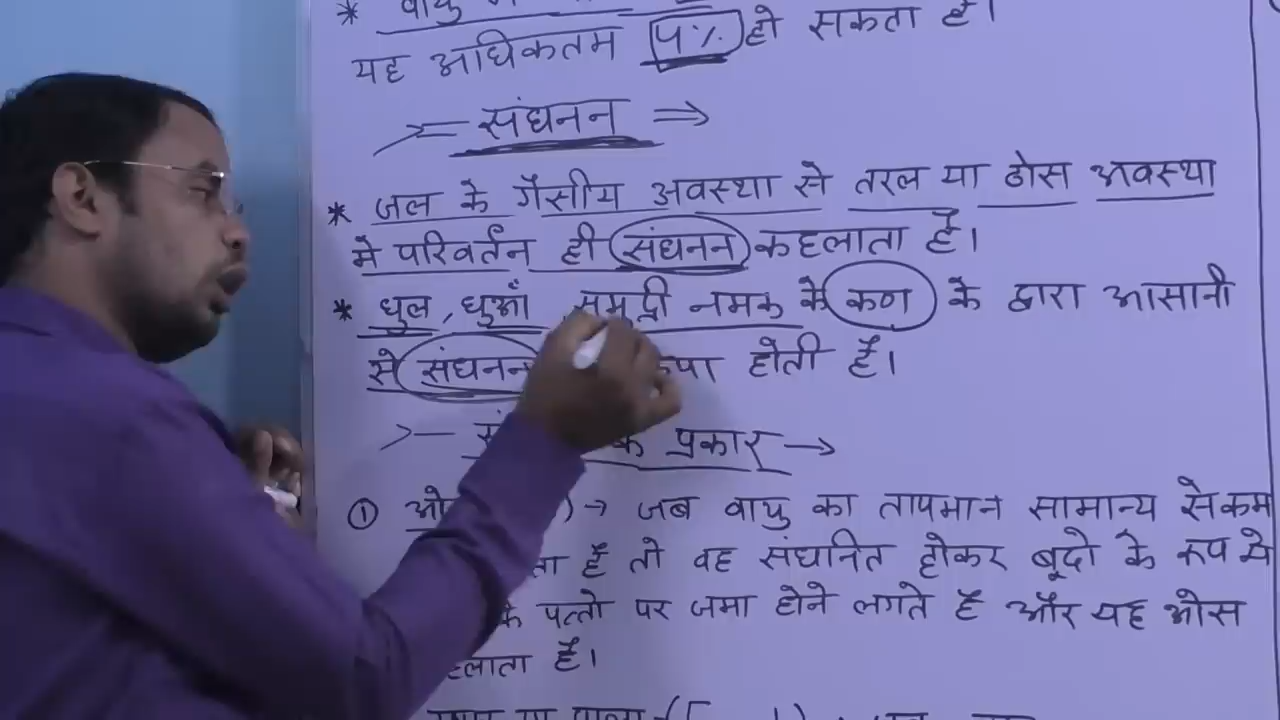 * वायु में
यह अधिकतम ५% हो सकता है।
>= संघनन ⇒
* जल के गैसीय अवस्था से तरल या ठोस अवस्था
मे परिवर्तन ही संघनन कहलाता है।
* धुल, धुआँ समुद्री नमक के कण के द्वारा आसानी
से संघनन होती है।
>- के प्रकार →
① → जब वायु का तापमान सामान्य से कम
है तो वह संघनित होकर बूदो के रूप मे
के पत्तो पर जमा होने लगते है और यह ओस
है।